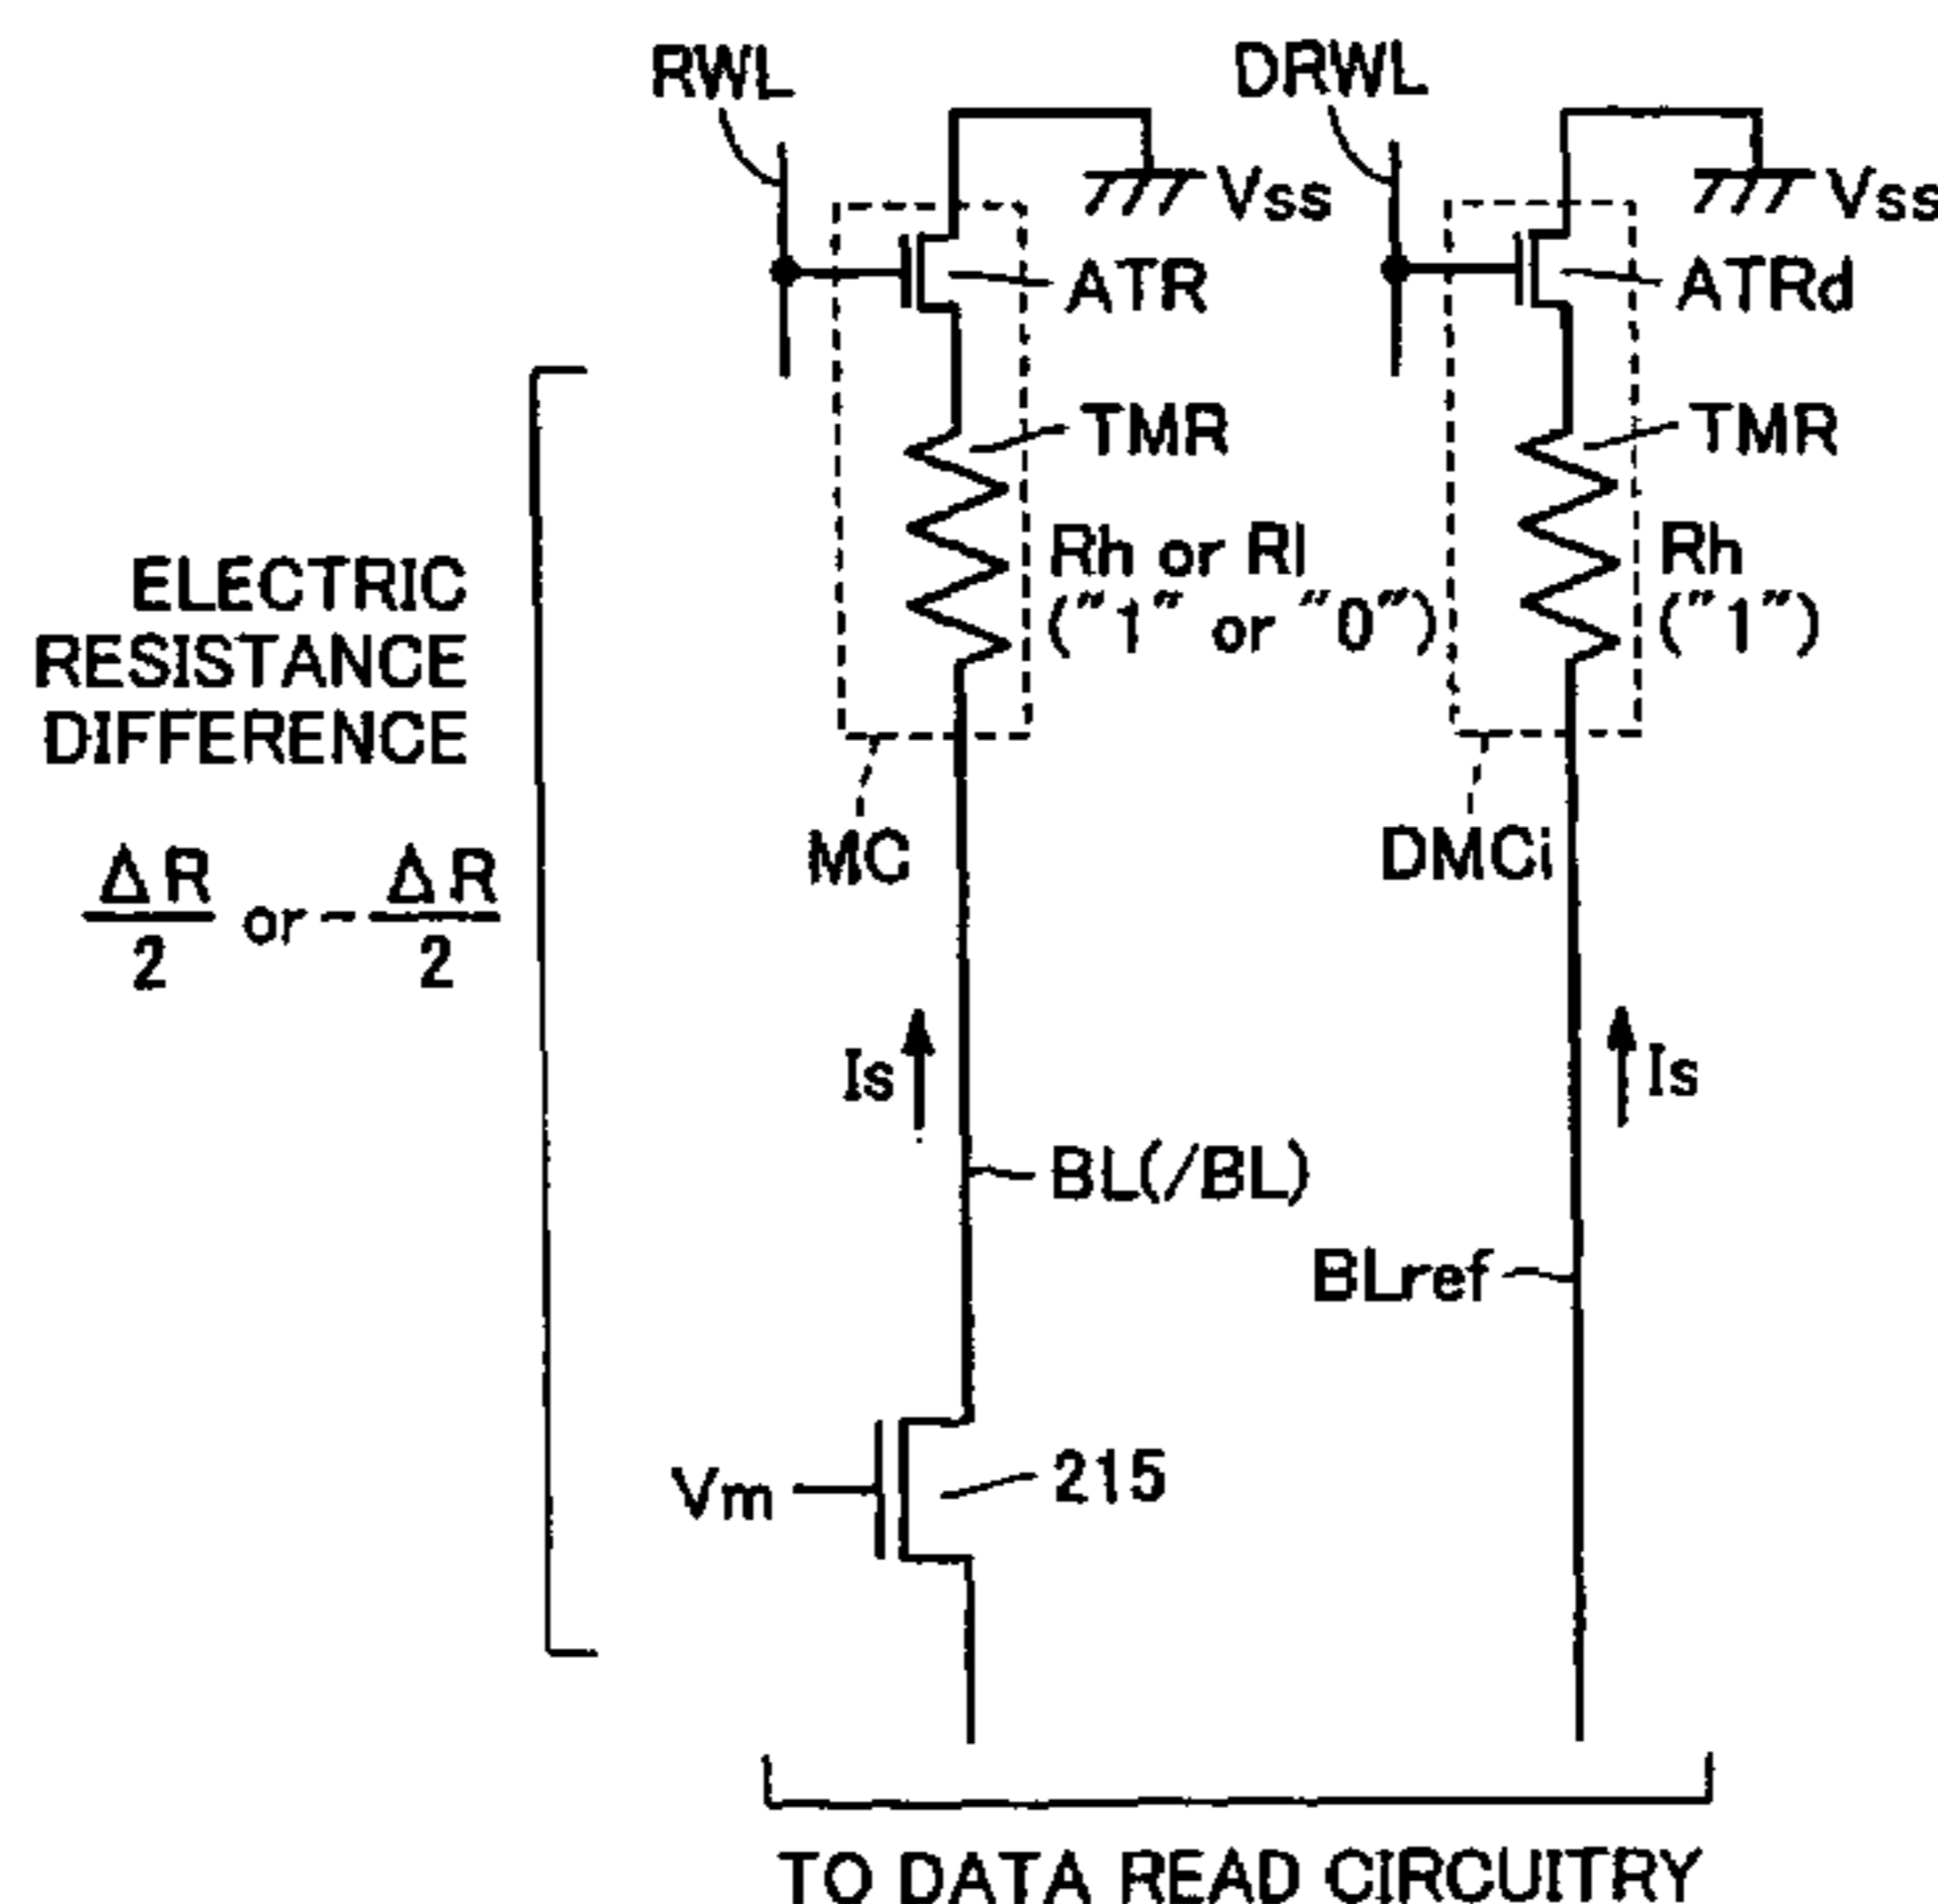 RWL
DRWL
Vss
Vss
ATR
ATRd
TMR
TMR
Rh or Rl
("1" or "0")
Rh
("1")
ELECTRIC
RESISTANCE
DIFFERENCE
ΔR/2 or -ΔR/2
MC
DMCi
Is
Is
BL(/BL)
BLref
Vm
215
TO DATA READ CIRCUITRY